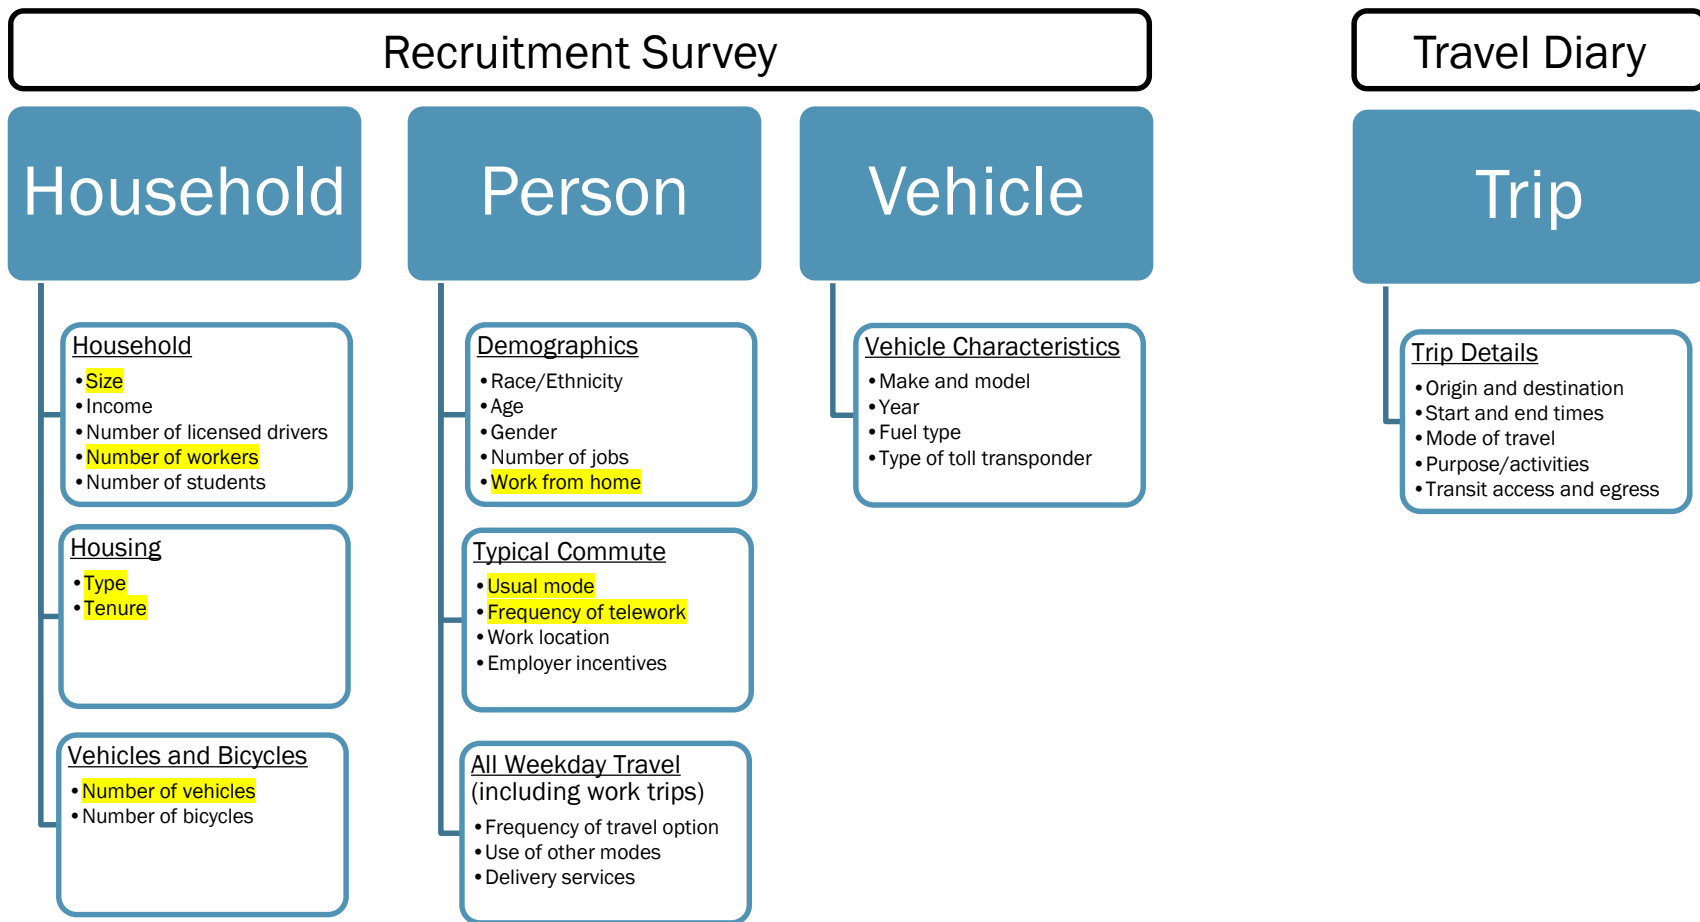 Recruitment Survey
Travel Diary
Household
Person
Vehicle
Trip
Household
•Size
•Income
•Number of licensed drivers
•Number of workers
•Number of students
Housing
•Type
•Tenure
Vehicles and Bicycles
•Number of vehicles
•Number of bicycles
Demographics
•Race/Ethnicity
•Age
•Gender
•Number of jobs
•Work from home
Typical Commute
•Usual mode
•Frequency of telework
•Work location
•Employer incentives
All Weekday Travel
(including work trips)
•Frequency of travel option
•Use of other modes
•Delivery services
Vehicle Characteristics
•Make and model
•Year
•Fuel type
•Type of toll transponder
Trip Details
•Origin and destination
•Start and end times
•Mode of travel
•Purpose/activities
•Transit access and egress